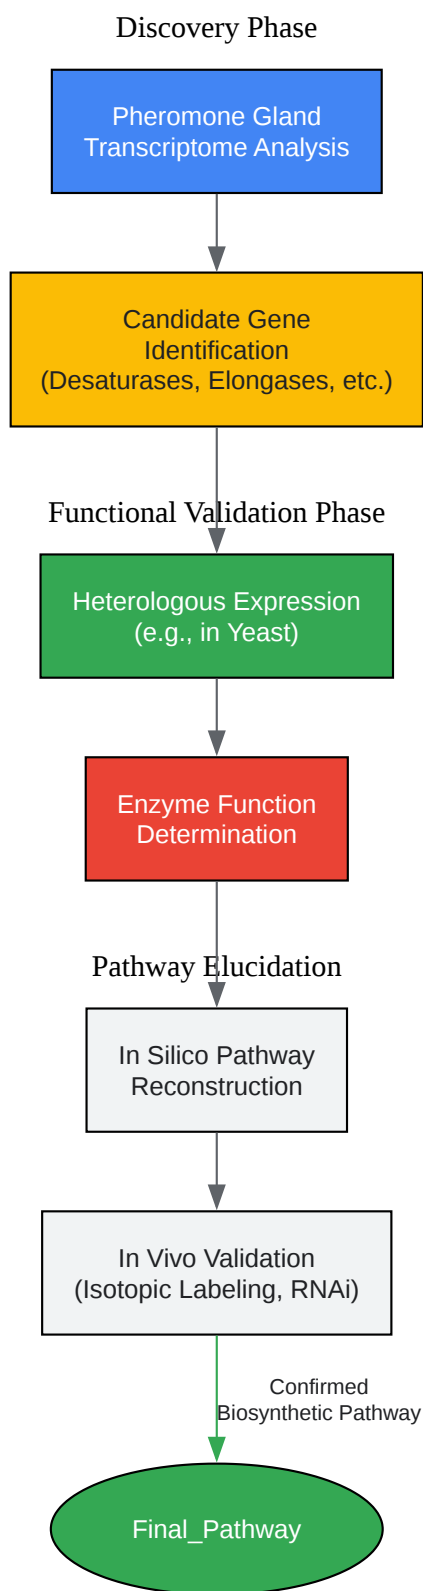 Discovery Phase
Pheromone Gland
Transcriptome Analysis
Candidate Gene
Identification
(Desaturases, Elongases, etc.)
Functional Validation Phase
Heterologous Expression
(e.g., in Yeast)
Enzyme Function
Determination
Pathway Elucidation
In Silico Pathway
Reconstruction
In Vivo Validation
(Isotopic Labeling, RNAi)
Confirmed
Biosynthetic Pathway
Final_Pathway